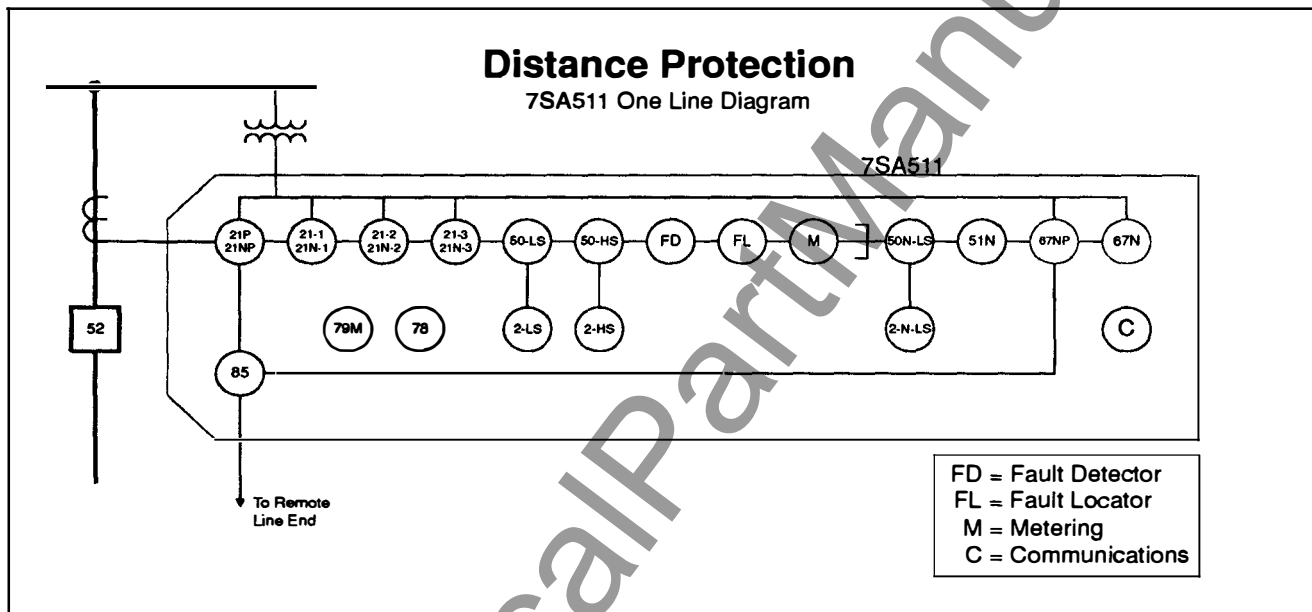 Distance Protection
7SA511 One Line Diagram
7SA511
21P
21NP
21-1
21N-1
21-2
21N-2
21-3
21N-3
50-LS
50-HS
FD
FL
M
50N-LS
51N
67NP
67N
52
79M
78
2-LS
2-HS
2-N-LS
C
85
To Remote
Line End
FD = Fault Detector
FL = Fault Locator
M = Metering
C = Communications